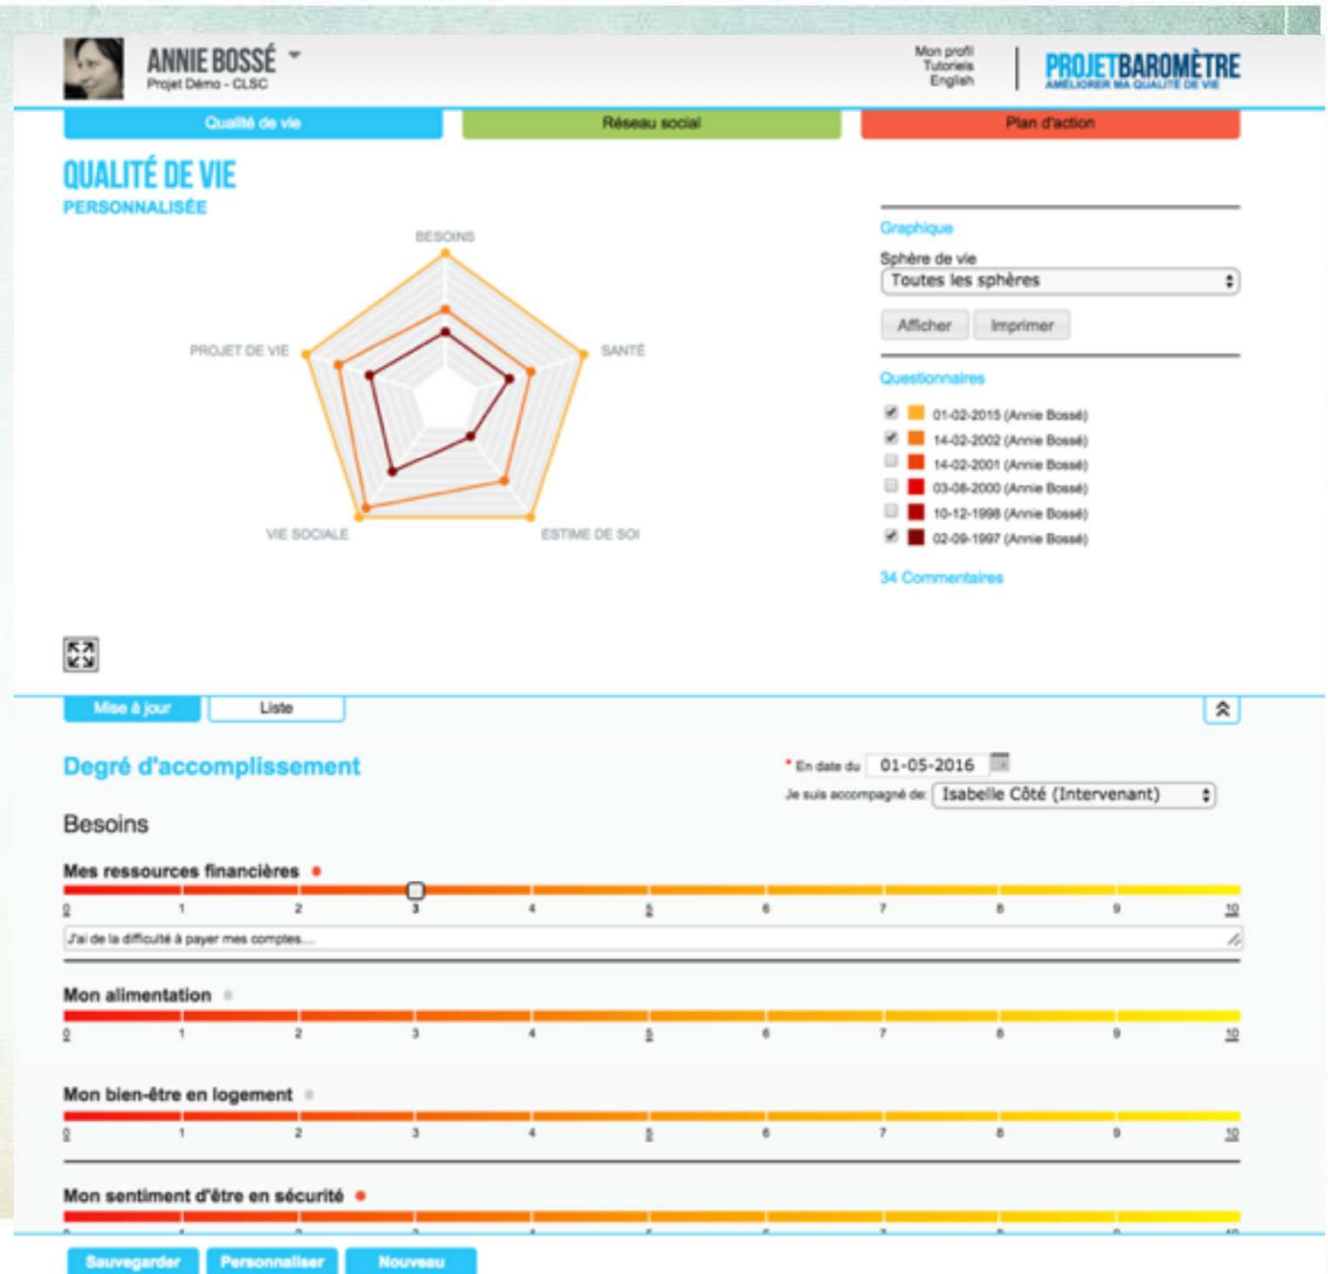 ANNIE BOSSÉ
Projet Démo - CLSC
Mon profil
Tutoriels
English
PROJETBAROMÈTRE
AMÉLIORER MA QUALITÉ DE VIE
Qualité de vie
Réseau social
Plan d'action
QUALITÉ DE VIE
PERSONNALISÉE
BESOINS
PROJET DE VIE
SANTÉ
VIE SOCIALE
ESTIME DE SOI
Graphique
Sphère de vie
Toutes les sphères
Afficher Imprimer
Questionnaires
01-02-2015 (Annie Bossé)
14-02-2002 (Annie Bossé)
14-02-2001 (Annie Bossé)
03-08-2000 (Annie Bossé)
10-12-1998 (Annie Bossé)
02-09-1997 (Annie Bossé)
34 Commentaires
Mise à jour Liste
Degré d'accomplissement
* En date du 01-05-2016
Je suis accompagné de: Isabelle Côté (Intervenant)
Besoins
Mes ressources financières
0 1 2 3 4 5 6 7 8 9 10
J'ai de la difficulté à payer mes comptes....
Mon alimentation
0 1 2 3 4 5 6 7 8 9 10
Mon bien-être en logement
0 1 2 3 4 5 6 7 8 9 10
Mon sentiment d'être en sécurité
Sauvegarder Personnaliser Nouveau